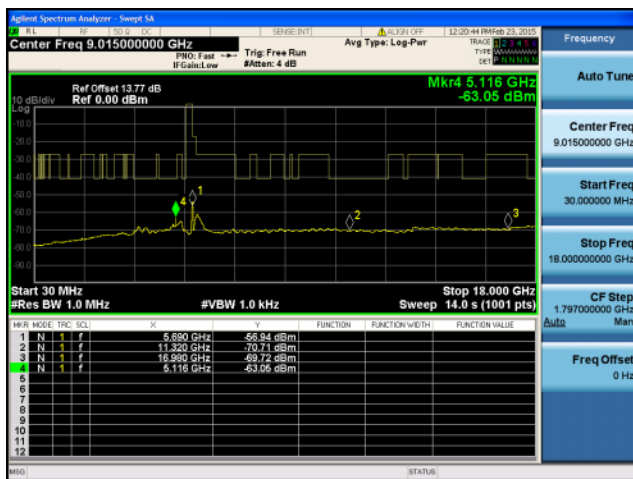 Agilent Spectrum Analyzer - Swept SA
RL RF 50 Ω DC SENSE:INT ALIGN OFF 12:20:44 PM Feb 23, 2015
Center Freq 9.015000000 GHz
PNO: Fast
IFGain:Low
Trig: Free Run
#Atten: 4 dB
Avg Type: Log-Pwr
TRACE 1 2 3 4 5 6
TYPE
DET P N N N N N
Ref Offset 13.77 dB
10 dB/div Ref 0.00 dBm
Log
Mkr4 5.116 GHz
-63.05 dBm
-10.0
-20.0
-30.0
-40.0
-50.0
-60.0
-70.0
-80.0
-90.0
4 1 2 3
Start 30 MHz Stop 18.000 GHz
#Res BW 1.0 MHz #VBW 1.0 kHz Sweep 14.0 s (1001 pts)
MKR MODE TRC SCL X Y FUNCTION FUNCTION WIDTH FUNCTION VALUE
1 N 1 f 5.690 GHz -56.94 dBm
2 N 1 f 11.320 GHz -70.71 dBm
3 N 1 f 16.980 GHz -69.72 dBm
4 N 1 f 5.116 GHz -63.05 dBm
5
6
7
8
9
10
11
12
MSG STATUS
Frequency
Auto Tune
Center Freq
9.015000000 GHz
Start Freq
30.000000 MHz
Stop Freq
18.000000000 GHz
CF Step
1.797000000 GHz
Auto Man
Freq Offset
0 Hz